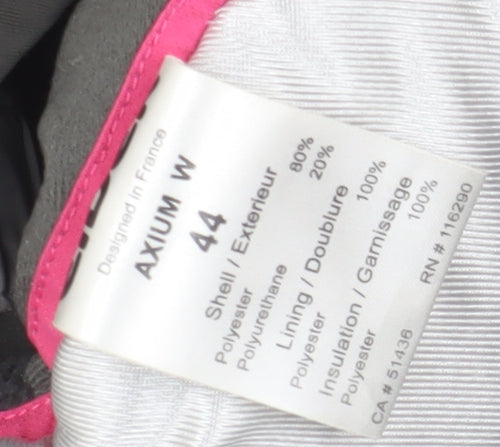 Designed in France
AXIUM W
44
Shell / Exterieur
Polyester 80%
Polyurethane 20%
Lining / Doublure
Polyester 100%
Insulation / Garnissage
Polyester 100%
CA # 51436 RN # 116290